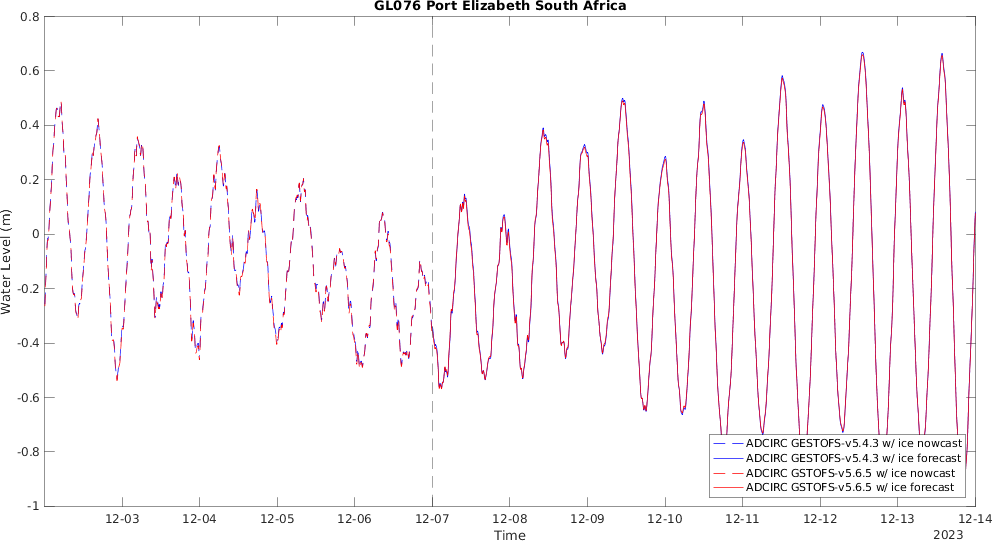 GL076 Port Elizabeth South Africa
0.8
0.6
0.4
0.2
0
-0.2
-0.4
-0.6
-0.8
-1
Water Level (m)
ADCIRC GESTOFS-v5.4.3 w/ ice nowcast
ADCIRC GESTOFS-v5.4.3 w/ ice forecast
ADCIRC GSTOFS-v5.6.5 w/ ice nowcast
ADCIRC GSTOFS-v5.6.5 w/ ice forecast
12-03 12-04 12-05 12-06 12-07 12-08 12-09 12-10 12-11 12-12 12-13 12-14
Time
2023